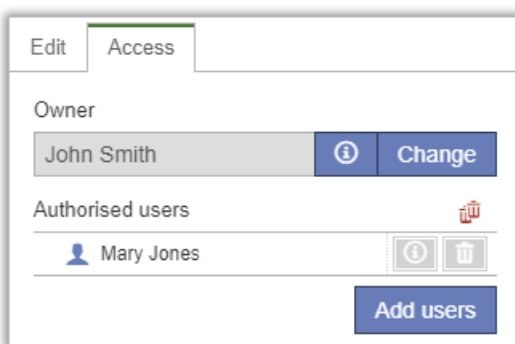 Edit Access
Owner
John Smith Change
Authorised users
Mary Jones
Add users